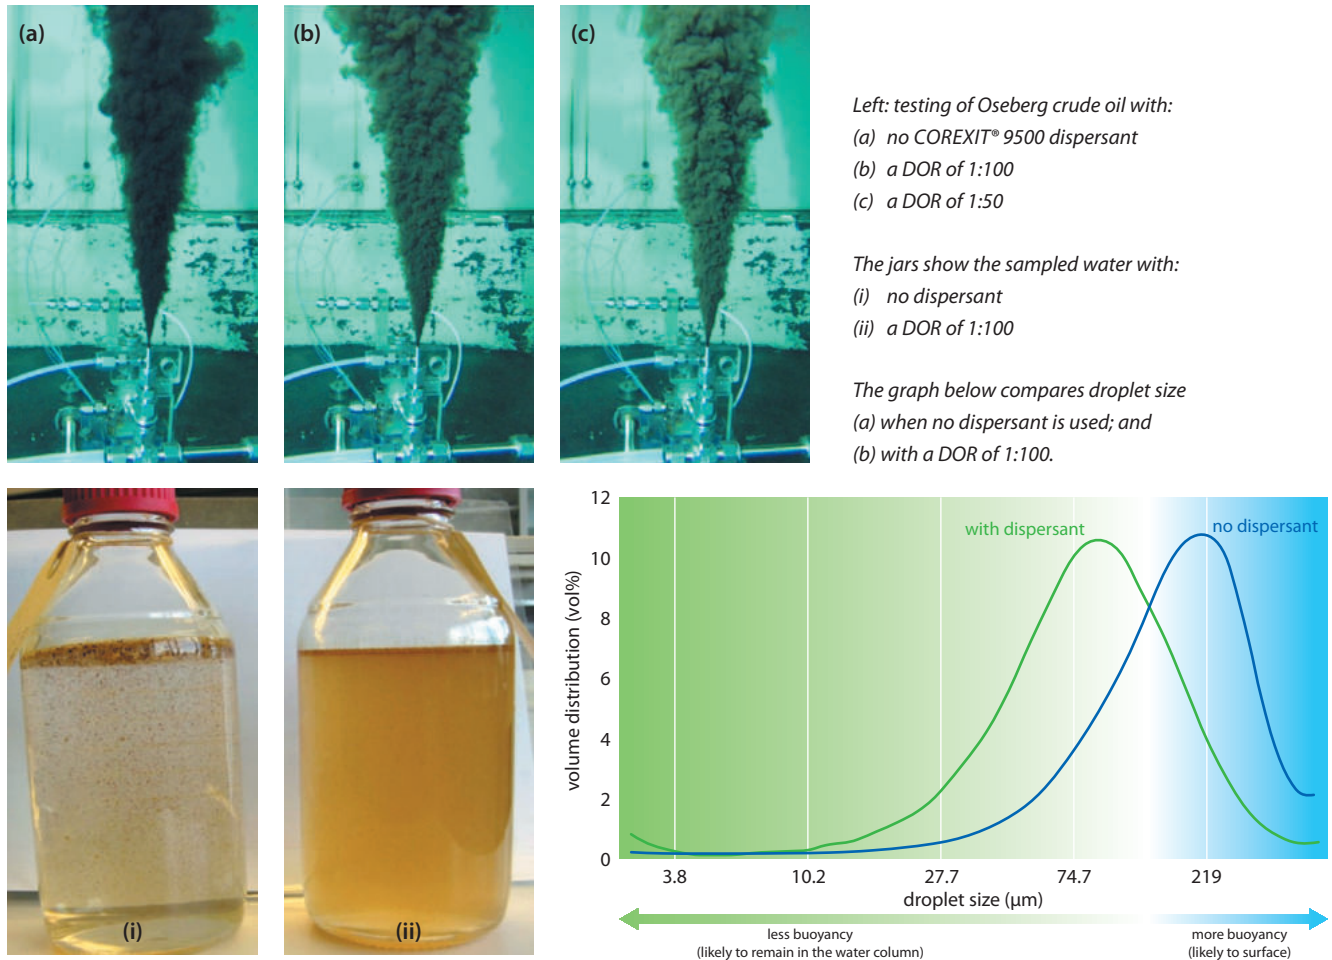 (a)
(b)
(c)
Left: testing of Oseberg crude oil with:
(a) no COREXIT® 9500 dispersant
(b) a DOR of 1:100
(c) a DOR of 1:50
The jars show the sampled water with:
(i) no dispersant
(ii) a DOR of 1:100
The graph below compares droplet size
(a) when no dispersant is used; and
(b) with a DOR of 1:100.
(i)
(ii)
volume distribution (vol%)
12
10
8
6
4
2
0
with dispersant
no dispersant
3.8 10.2 27.7 74.7 219
droplet size (µm)
less buoyancy
(likely to remain in the water column)
more buoyancy
(likely to surface)